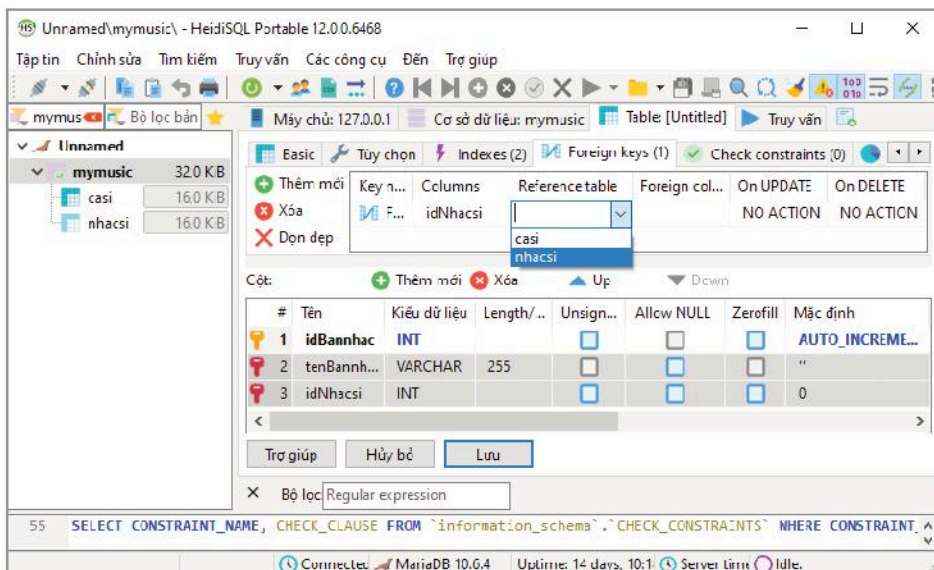 Unnamed\mymusic\ - HeidiSQL Portable 12.0.0.6468
Tập tin Chỉnh sửa Tìm kiếm Truy vấn Các công cụ Đến Trợ giúp
mymus Bộ lọc bản Máy chủ: 127.0.0.1 Cơ sở dữ liệu: mymusic Table [Untitled] Truy vấn
Unnamed
mymusic 32.0 KiB
casi 16.0 KiB
nhacsi 16.0 KiB
Basic Tùy chọn Indexes (2) Foreign keys (1) Check constraints (0)
Thêm mới Key n... Columns Reference table Foreign col... On UPDATE On DELETE
Xóa F... idNhacsi NO ACTION NO ACTION
Dọn dẹp casi
nhacsi
Cột: Thêm mới Xóa Up Down
# Tên Kiểu dữ liệu Length/... Unsign... Allow NULL Zerofill Mặc định
1 idBannhac INT AUTO_INCREME...
2 tenBannh... VARCHAR 255 ''
3 idNhacsi INT 0
Trợ giúp Hủy bỏ Lưu
Bộ lọc: Regular expression
55 SELECT CONSTRAINT_NAME, CHECK_CLAUSE FROM `information_schema`.`CHECK_CONSTRAINTS` WHERE CONSTRAINT_
Connected MariaDB 10.6.4 Uptime: 14 days, 10:1 Server time Idle.